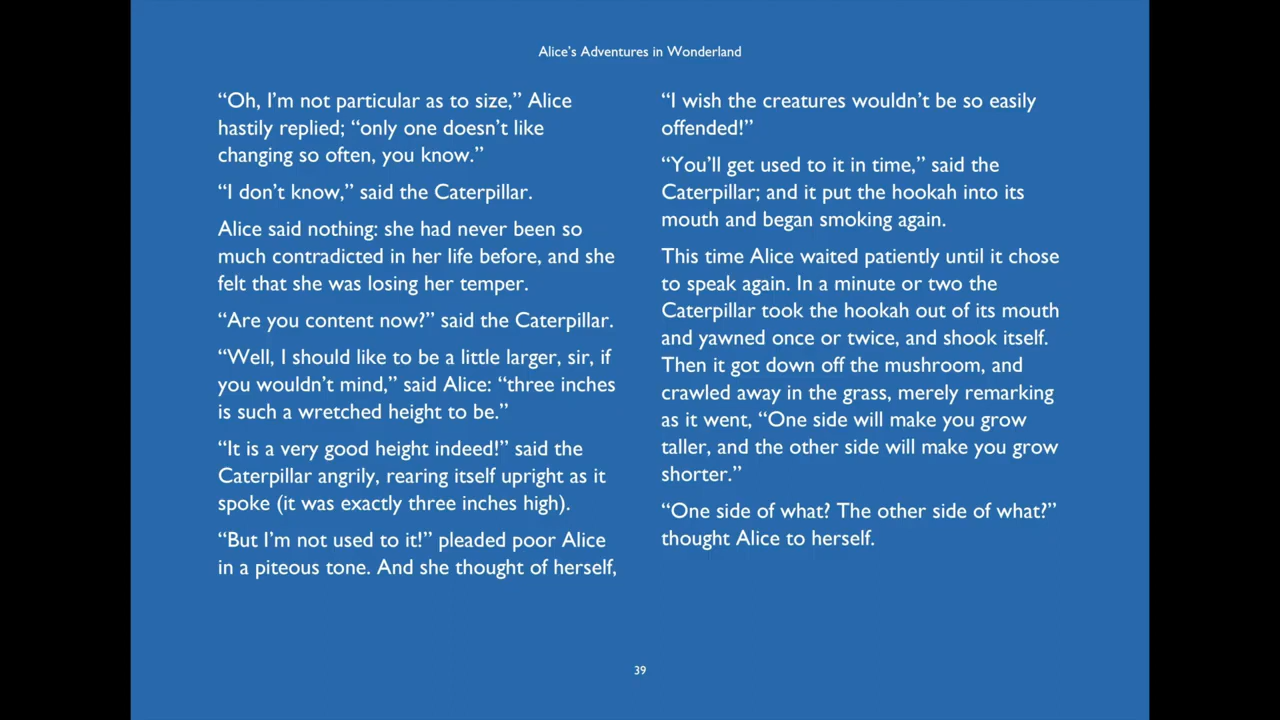 Alice’s Adventures in Wonderland
“Oh, I’m not particular as to size,” Alice
hastily replied; “only one doesn’t like
changing so often, you know.”
“I don’t know,” said the Caterpillar.
Alice said nothing: she had never been so
much contradicted in her life before, and she
felt that she was losing her temper.
“Are you content now?” said the Caterpillar.
“Well, I should like to be a little larger, sir, if
you wouldn’t mind,” said Alice: “three inches
is such a wretched height to be.”
“It is a very good height indeed!” said the
Caterpillar angrily, rearing itself upright as it
spoke (it was exactly three inches high).
“But I’m not used to it!” pleaded poor Alice
in a piteous tone. And she thought of herself,
“I wish the creatures wouldn’t be so easily
offended!”
“You’ll get used to it in time,” said the
Caterpillar; and it put the hookah into its
mouth and began smoking again.
This time Alice waited patiently until it chose
to speak again. In a minute or two the
Caterpillar took the hookah out of its mouth
and yawned once or twice, and shook itself.
Then it got down off the mushroom, and
crawled away in the grass, merely remarking
as it went, “One side will make you grow
taller, and the other side will make you grow
shorter.”
“One side of what? The other side of what?”
thought Alice to herself.
39